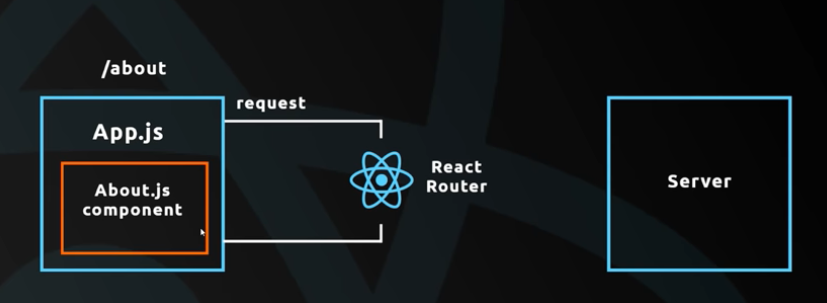 /about
request
App.js
About.js
component
React
Router
Server